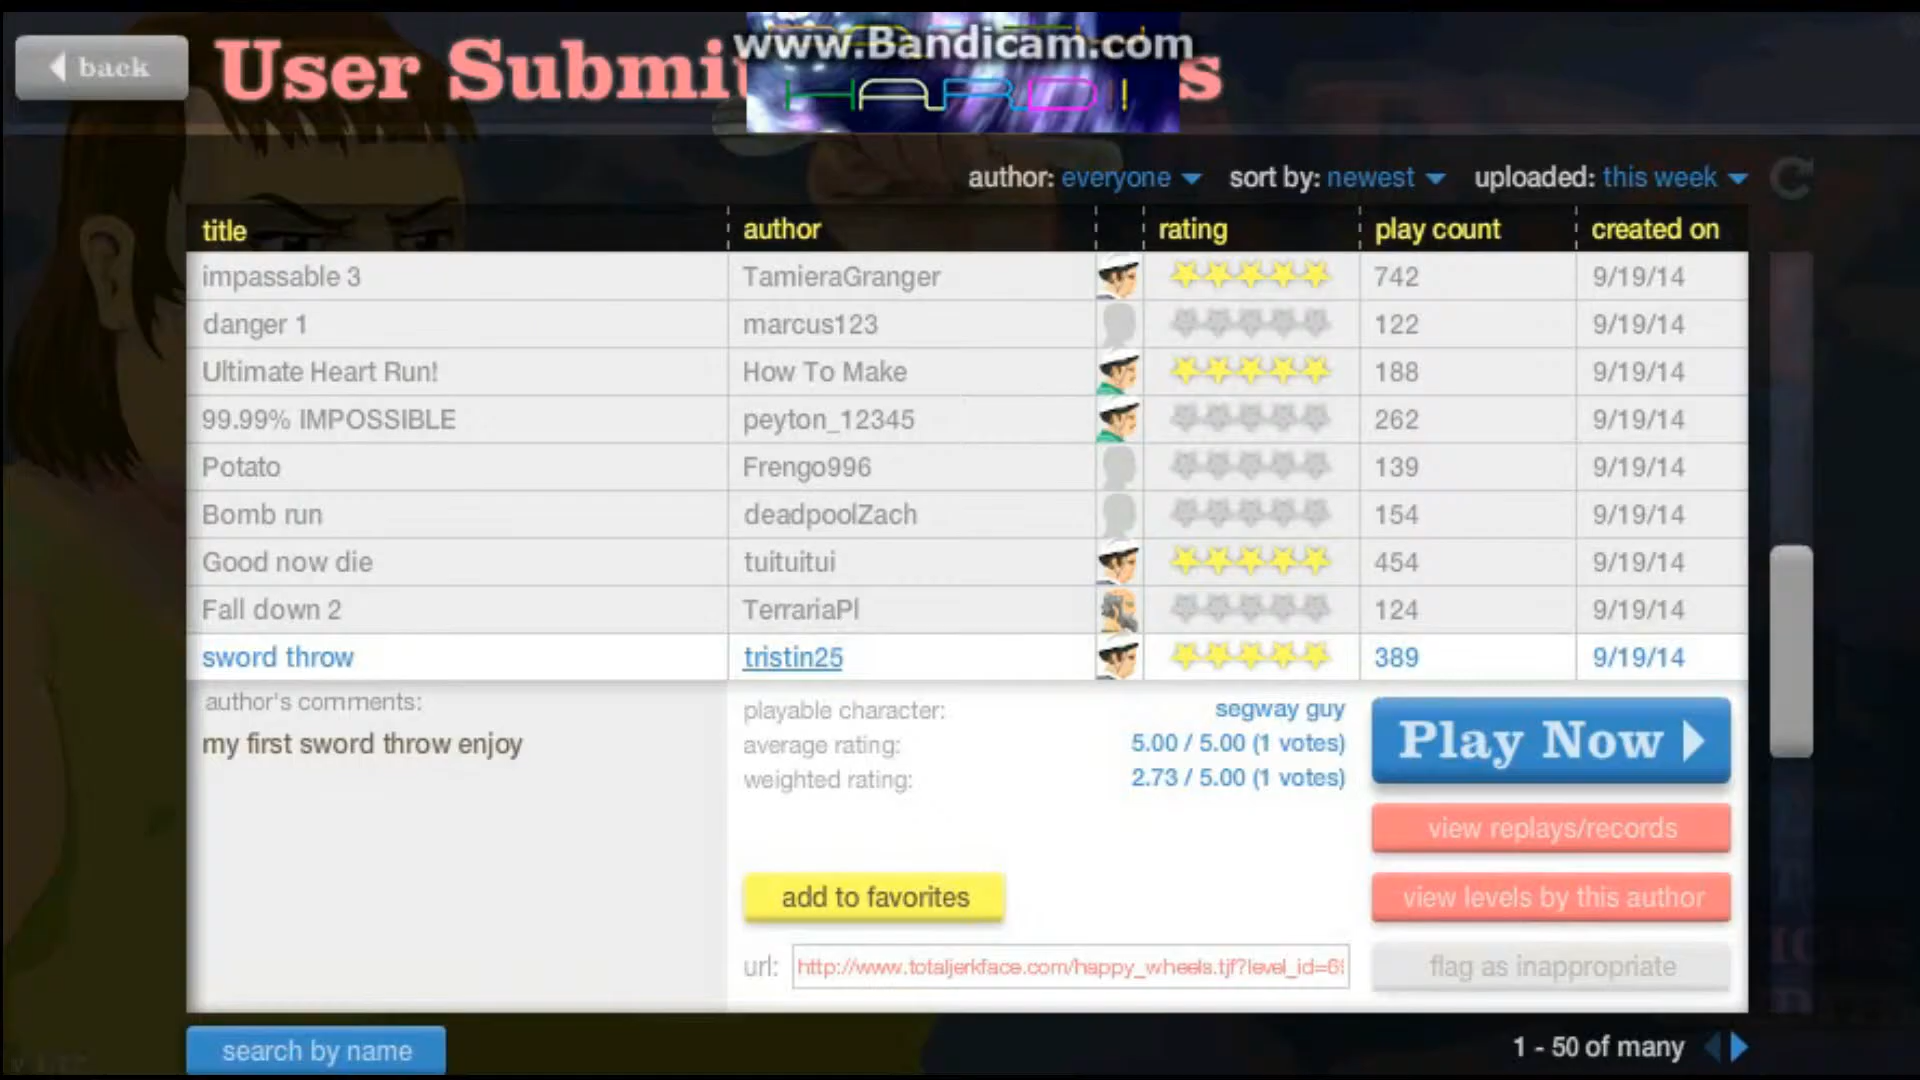 www.Bandicam.com
back
User Submit
s
HARD!
author: everyone sort by: newest uploaded: this week
title author rating play count created on
impassable 3 TamieraGranger 742 9/19/14
danger 1 marcus123 122 9/19/14
Ultimate Heart Run! How To Make 188 9/19/14
99.99% IMPOSSIBLE peyton_12345 262 9/19/14
Potato Frengo996 139 9/19/14
Bomb run deadpoolZach 154 9/19/14
Good now die tuituitui 454 9/19/14
Fall down 2 TerrariaPl 124 9/19/14
sword throw tristin25 389 9/19/14
author's comments:
my first sword throw enjoy
playable character: segway guy
average rating: 5.00 / 5.00 (1 votes)
weighted rating: 2.73 / 5.00 (1 votes)
Play Now
view replays/records
add to favorites
view levels by this author
url: http://www.totaljerkface.com/happy_wheels.tjf?level_id=6
flag as inappropriate
search by name
1 - 50 of many